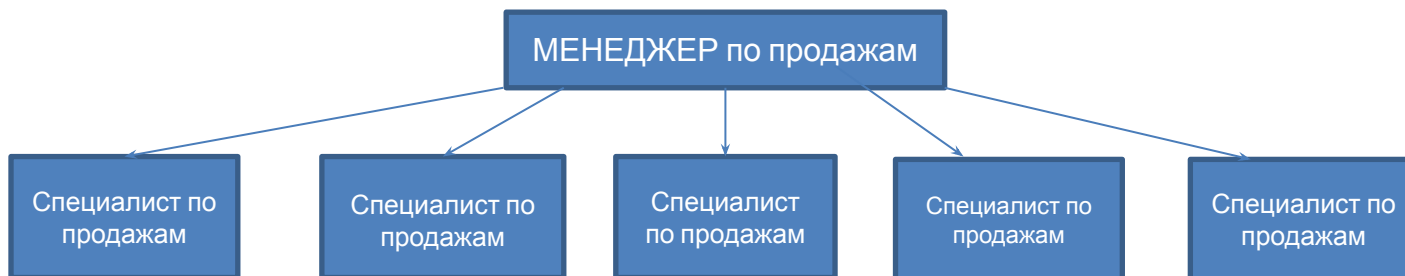 МЕНЕДЖЕР по продажам
Специалист по
продажам
Специалист по
продажам
Специалист
по продажам
Специалист по
продажам
Специалист по
продажам